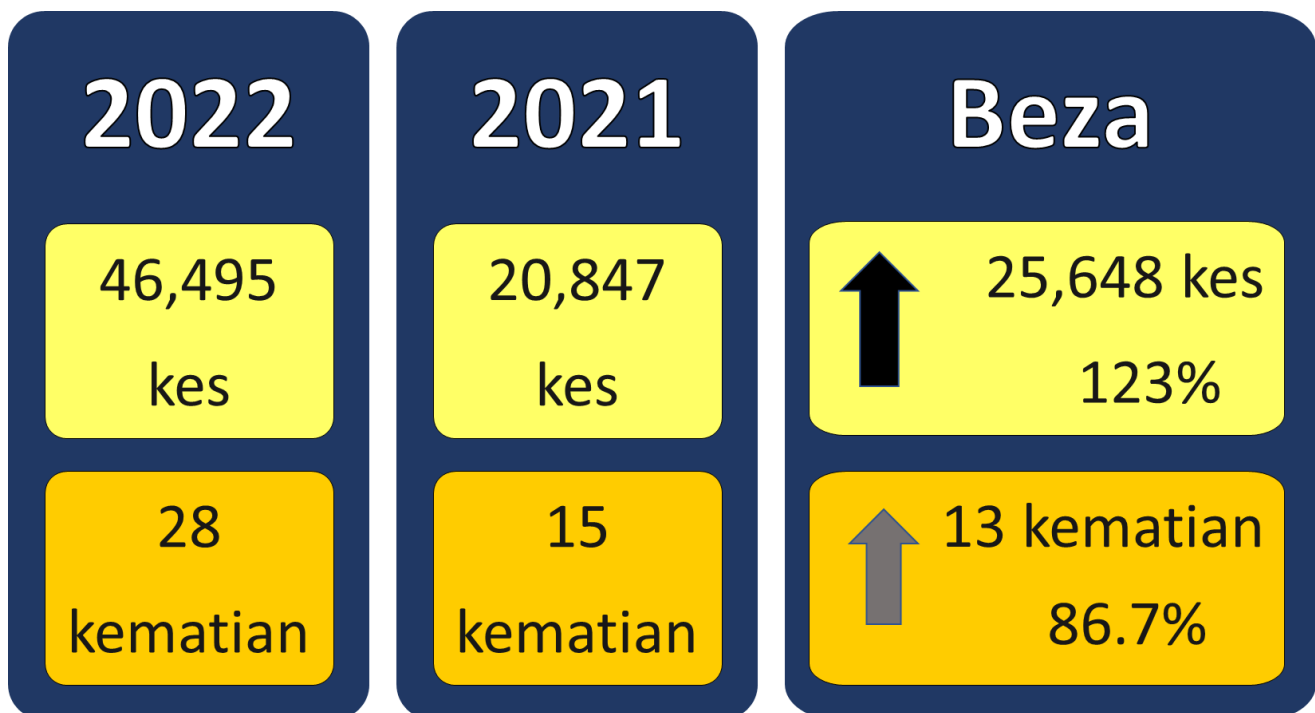 2022
46,495
kes
28
kematian
2021
20,847
kes
15
kematian
Beza
25,648 kes
123%
13 kematian
86.7%